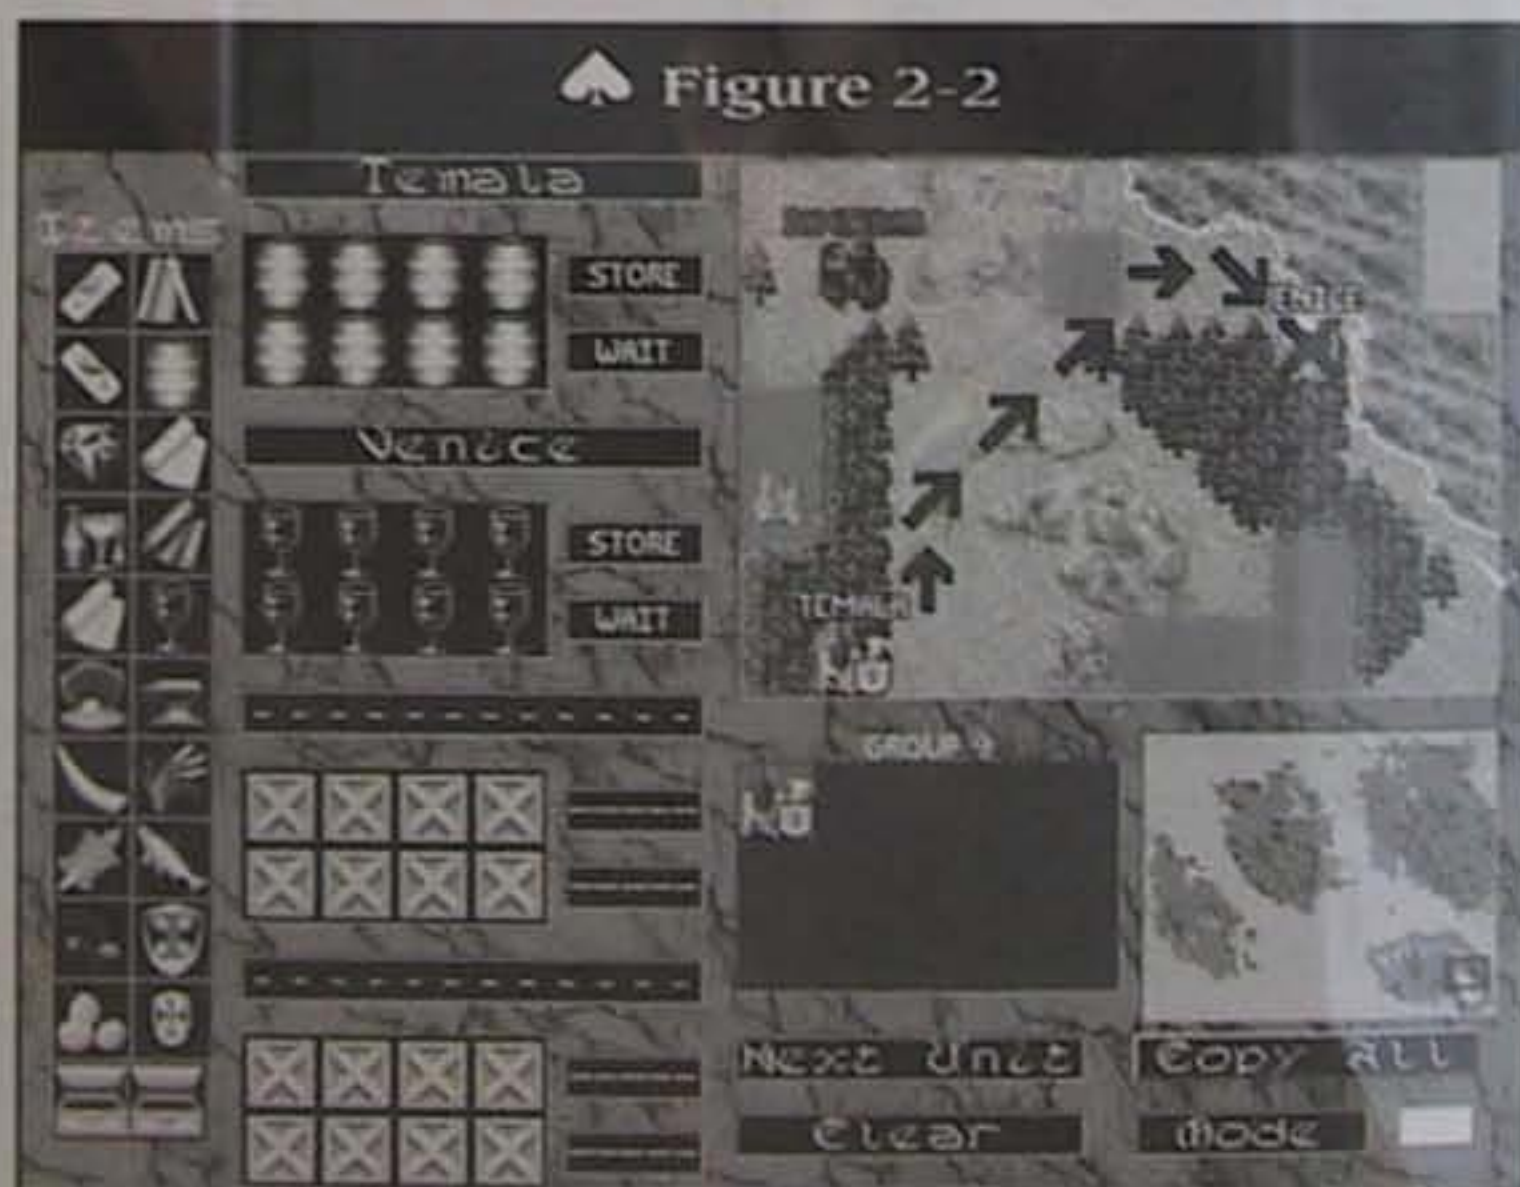 Figure 2-2
Temala
Items
STORE
WAIT
Venice
STORE
WAIT
TEMALA
GROUP 9
Next Unit
Copy All
Clear
Mode